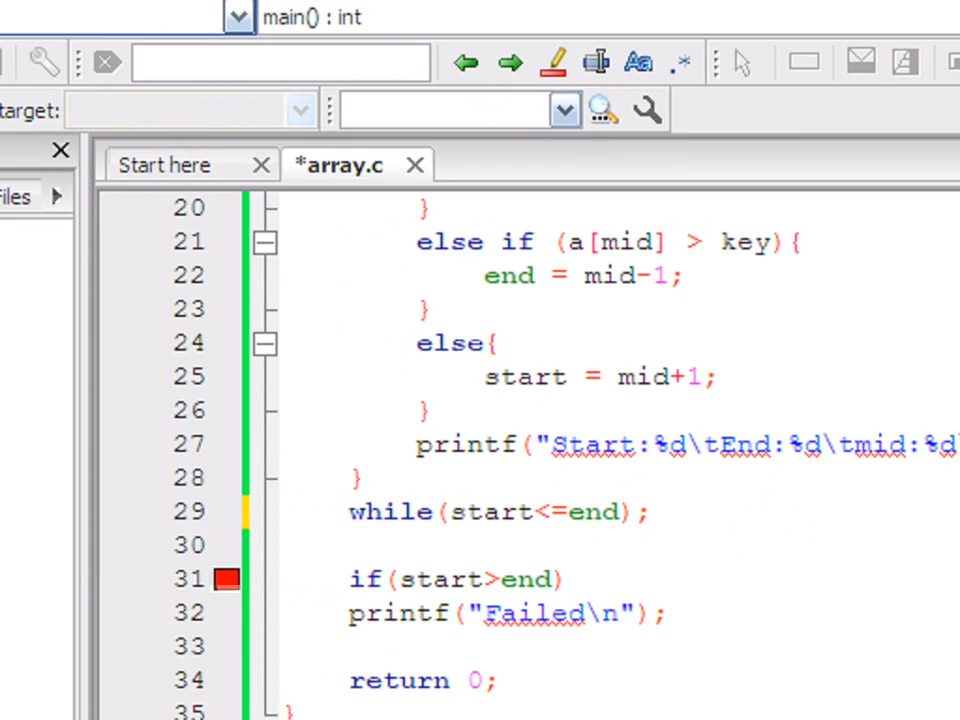 main() : int
target:
Start here
*array.c
Files
20 }
21 else if (a[mid] > key){
22 end = mid-1;
23 }
24 else{
25 start = mid+1;
26 }
27 printf("Start:%d\tEnd:%d\tmid:%d
28 }
29 while(start<=end);
30
31 if(start>end)
32 printf("Failed\n");
33
34 return 0;
35 }